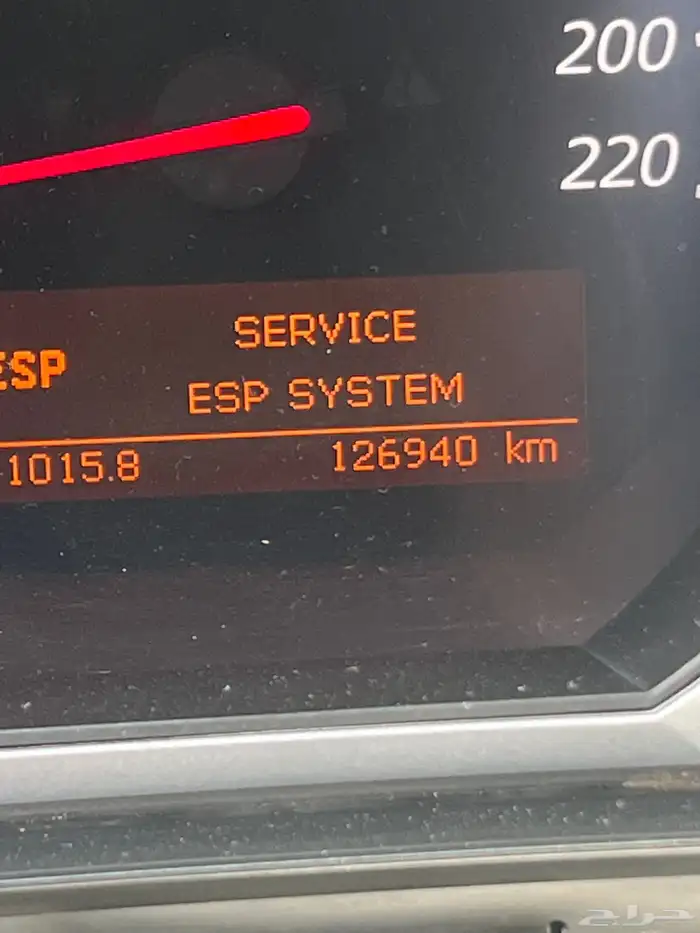 200
220
SERVICE
ESP
ESP SYSTEM
1015.8 126940 km
حراج